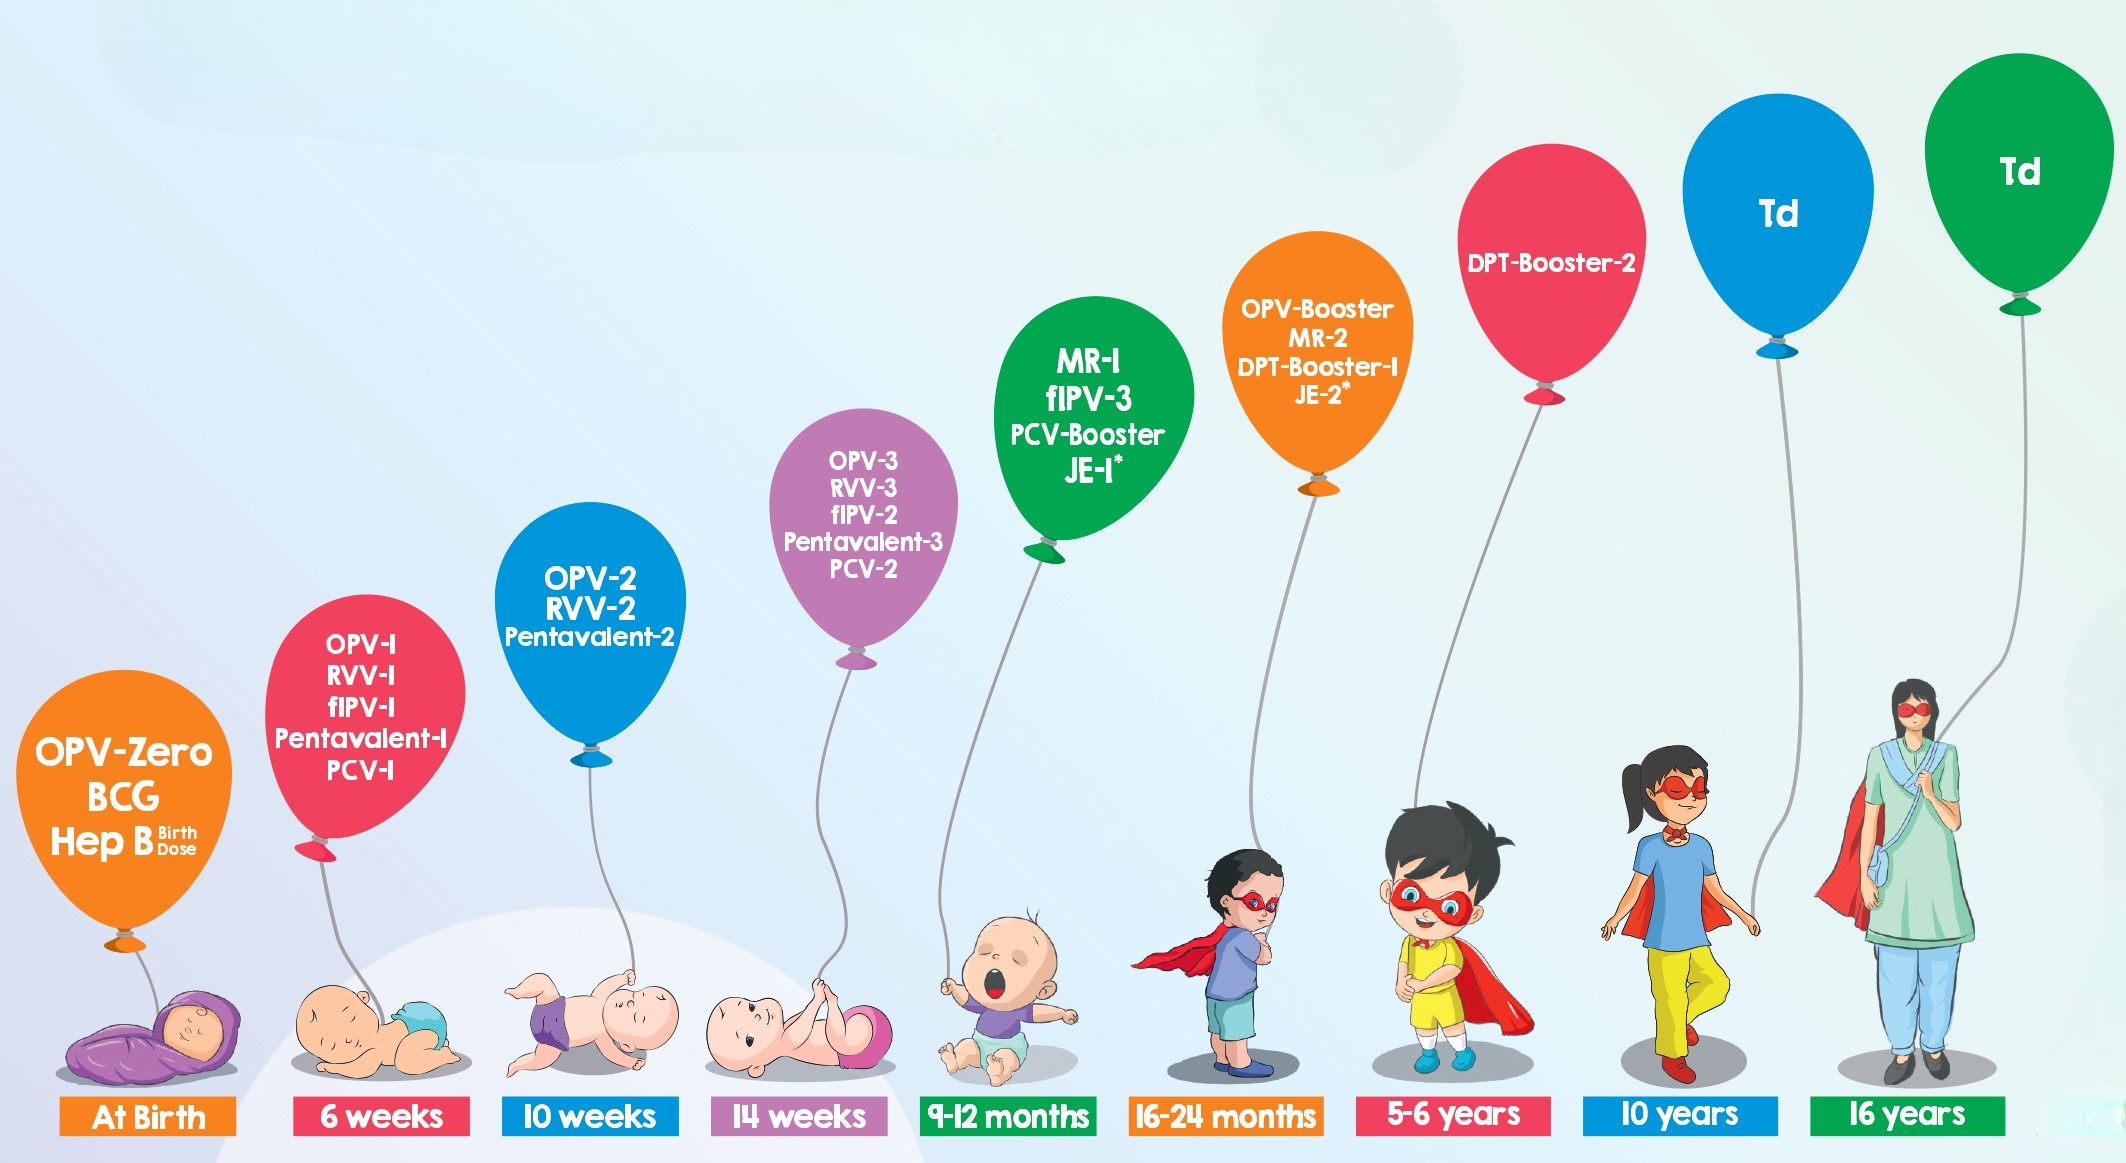 OPV-Zero
BCG
Hep B Birth Dose
At Birth
OPV-1
RVV-1
fIPV-1
Pentavalent-1
PCV-1
6 weeks
OPV-2
RVV-2
Pentavalent-2
10 weeks
OPV-3
RVV-3
fIPV-2
Pentavalent-3
PCV-2
14 weeks
MR-1
fIPV-3
PCV-Booster
JE-1*
9-12 months
OPV-Booster
MR-2
DPT-Booster-1
JE-2*
16-24 months
DPT-Booster-2
5-6 years
Td
10 years
Td
16 years